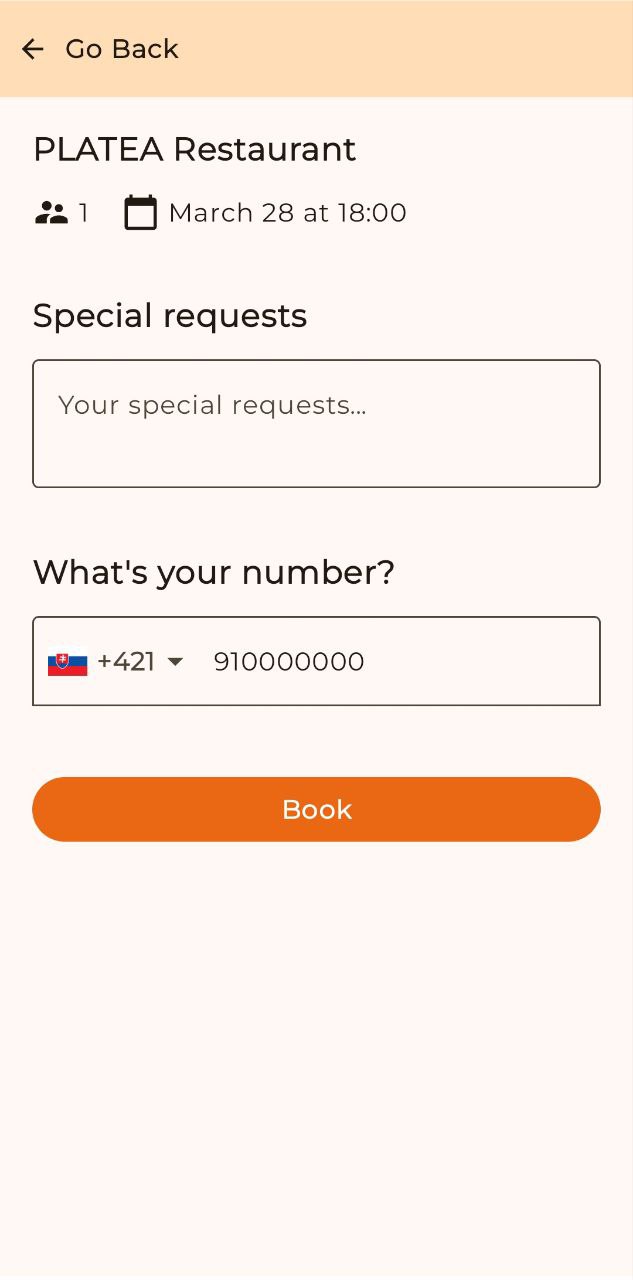 Go Back
PLATEA Restaurant
1 March 28 at 18:00
Special requests
Your special requests...
What's your number?
+421 910000000
Book